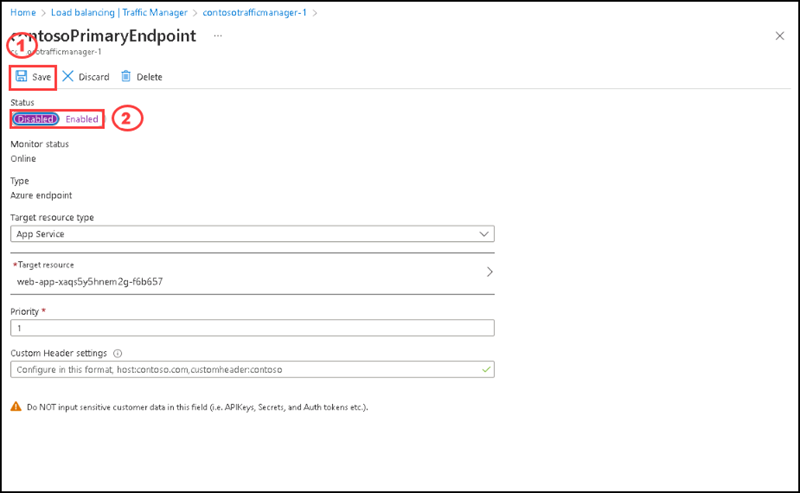 Home > Load balancing | Traffic Manager > contosotrafficmanager-1 >
ontosoPrimaryEndpoint ...
1
trafficmanager-1
Save Discard Delete
Status
Disabled Enabled
2
Monitor status
Online
Type
Azure endpoint
Target resource type
App Service
*Target resource
web-app-xaqs5y5hnem2g-f6b657
Priority *
1
Custom Header settings
Configure in this format, host:contoso.com,customheader:contoso
Do NOT input sensitive customer data in this field (i.e. APIKeys, Secrets, and Auth tokens etc.).